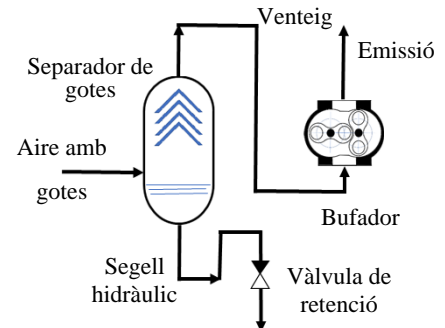 Venteig
Emissió
Separador de
gotes
Aire amb
gotes
Bufador
Segell
hidràulic
Vàlvula de
retenció